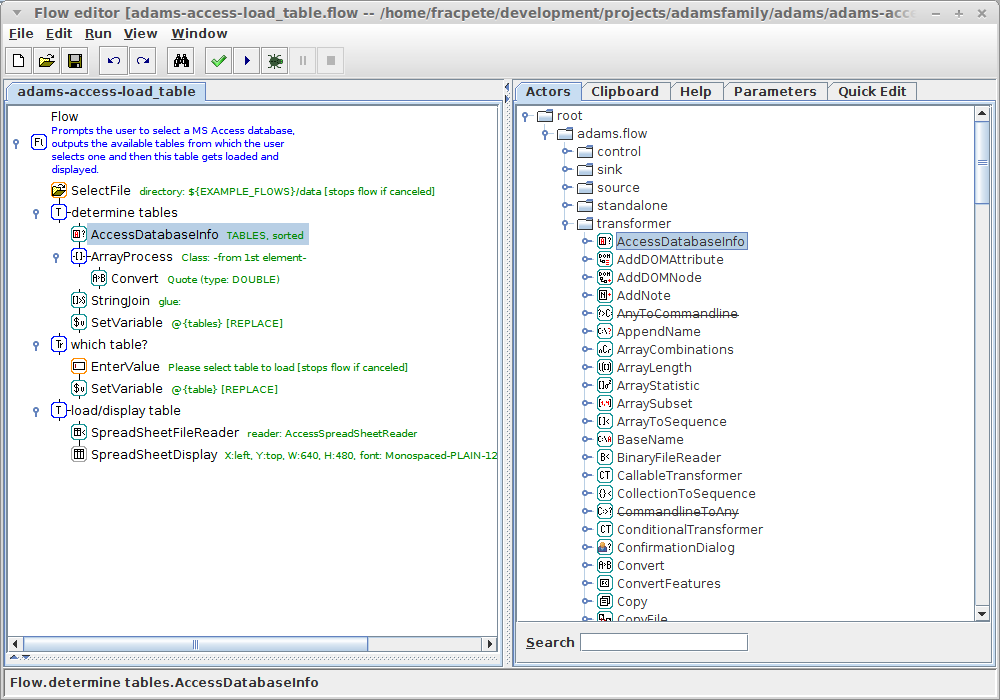 Flow editor [adams-access-load_table.flow -- /home/fracpete/development/projects/adamsfamily/adams/adams-acce
File Edit Run View Window
adams-access-load_table
Flow
Prompts the user to select a MS Access database,
outputs the available tables from which the user
selects one and then this table gets loaded and
displayed.
SelectFile directory: ${EXAMPLE_FLOWS}/data [stops flow if canceled]
determine tables
AccessDatabaseInfo TABLES, sorted
ArrayProcess Class: -from 1st element-
Convert Quote (type: DOUBLE)
StringJoin glue:
SetVariable @{tables} [REPLACE]
which table?
EnterValue Please select table to load [stops flow if canceled]
SetVariable @{table} [REPLACE]
load/display table
SpreadSheetFileReader reader: AccessSpreadSheetReader
SpreadSheetDisplay X:left, Y:top, W:640, H:480, font: Monospaced-PLAIN-12
Actors Clipboard Help Parameters Quick Edit
root
adams.flow
control
sink
source
standalone
transformer
AccessDatabaseInfo
AddDOMAttribute
AddDOMNode
AddNote
AnyToCommandline
AppendName
ArrayCombinations
ArrayLength
ArrayStatistic
ArraySubset
ArrayToSequence
BaseName
BinaryFileReader
CallableTransformer
CollectionToSequence
CommandlineToAny
ConditionalTransformer
ConfirmationDialog
Convert
ConvertFeatures
Copy
CopyFile
Search
Flow.determine tables.AccessDatabaseInfo